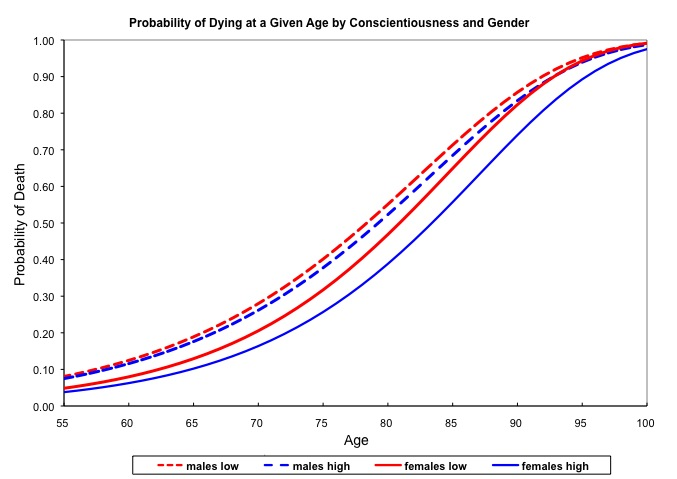 Probability of Dying at a Given Age by Conscientiousness and Gender
1.00
0.90
0.80
0.70
0.60
0.50
0.40
0.30
0.20
0.10
0.00
Probability of Death
55 60 65 70 75 80 85 90 95 100
Age
males low males high females low females high